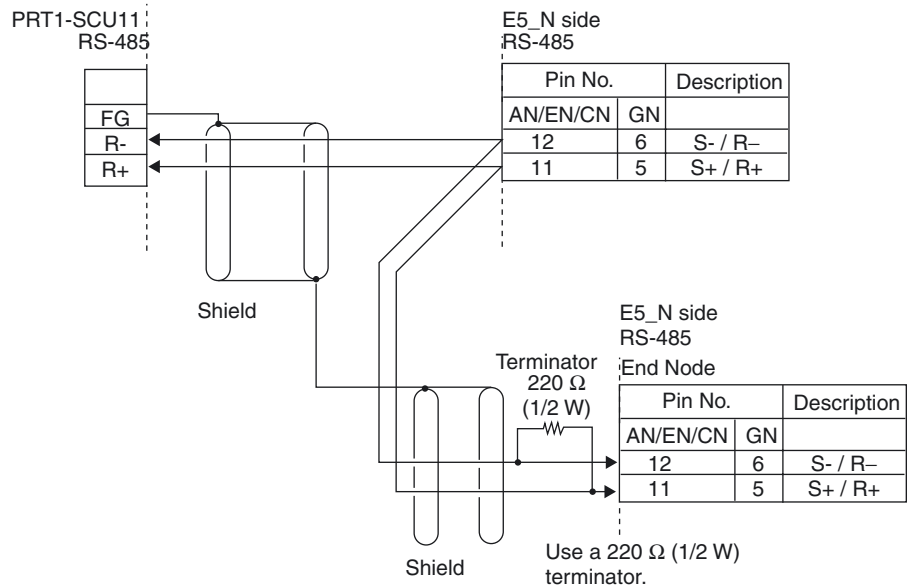 PRT1-SCU11
RS-485
FG
R-
R+
Shield
E5_N side
RS-485
Pin No. Description
AN/EN/CN GN
12 6 S- / R−
11 5 S+ / R+
E5_N side
RS-485
End Node
Terminator
220 Ω
(1/2 W)
Pin No. Description
AN/EN/CN GN
12 6 S- / R−
11 5 S+ / R+
Shield
Use a 220 Ω (1/2 W)
terminator.